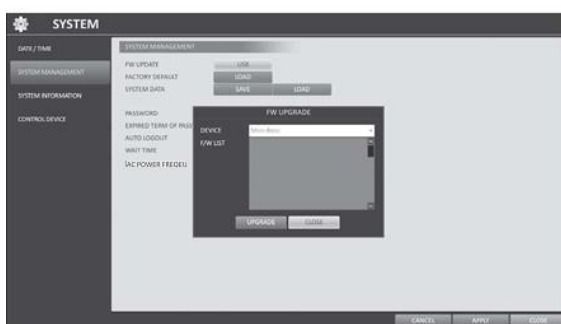 SYSTEM
DATE / TIME
SYSTEM MANAGEMENT
SYSTEM INFORMATION
CONTROL DEVICE
SYSTEM MANAGEMENT
FW UPDATE USB
FACTORY DEFAULT LOAD
SYSTEM DATA SAVE LOAD
PASSWORD
EXPIRED TERM OF PASS
AUTO LOGOUT
WAIT TIME
AC POWER FREQEU
FW UPGRADE
DEVICE
F/W LIST
UPGRADE CLOSE
CANCEL APPLY CLOSE